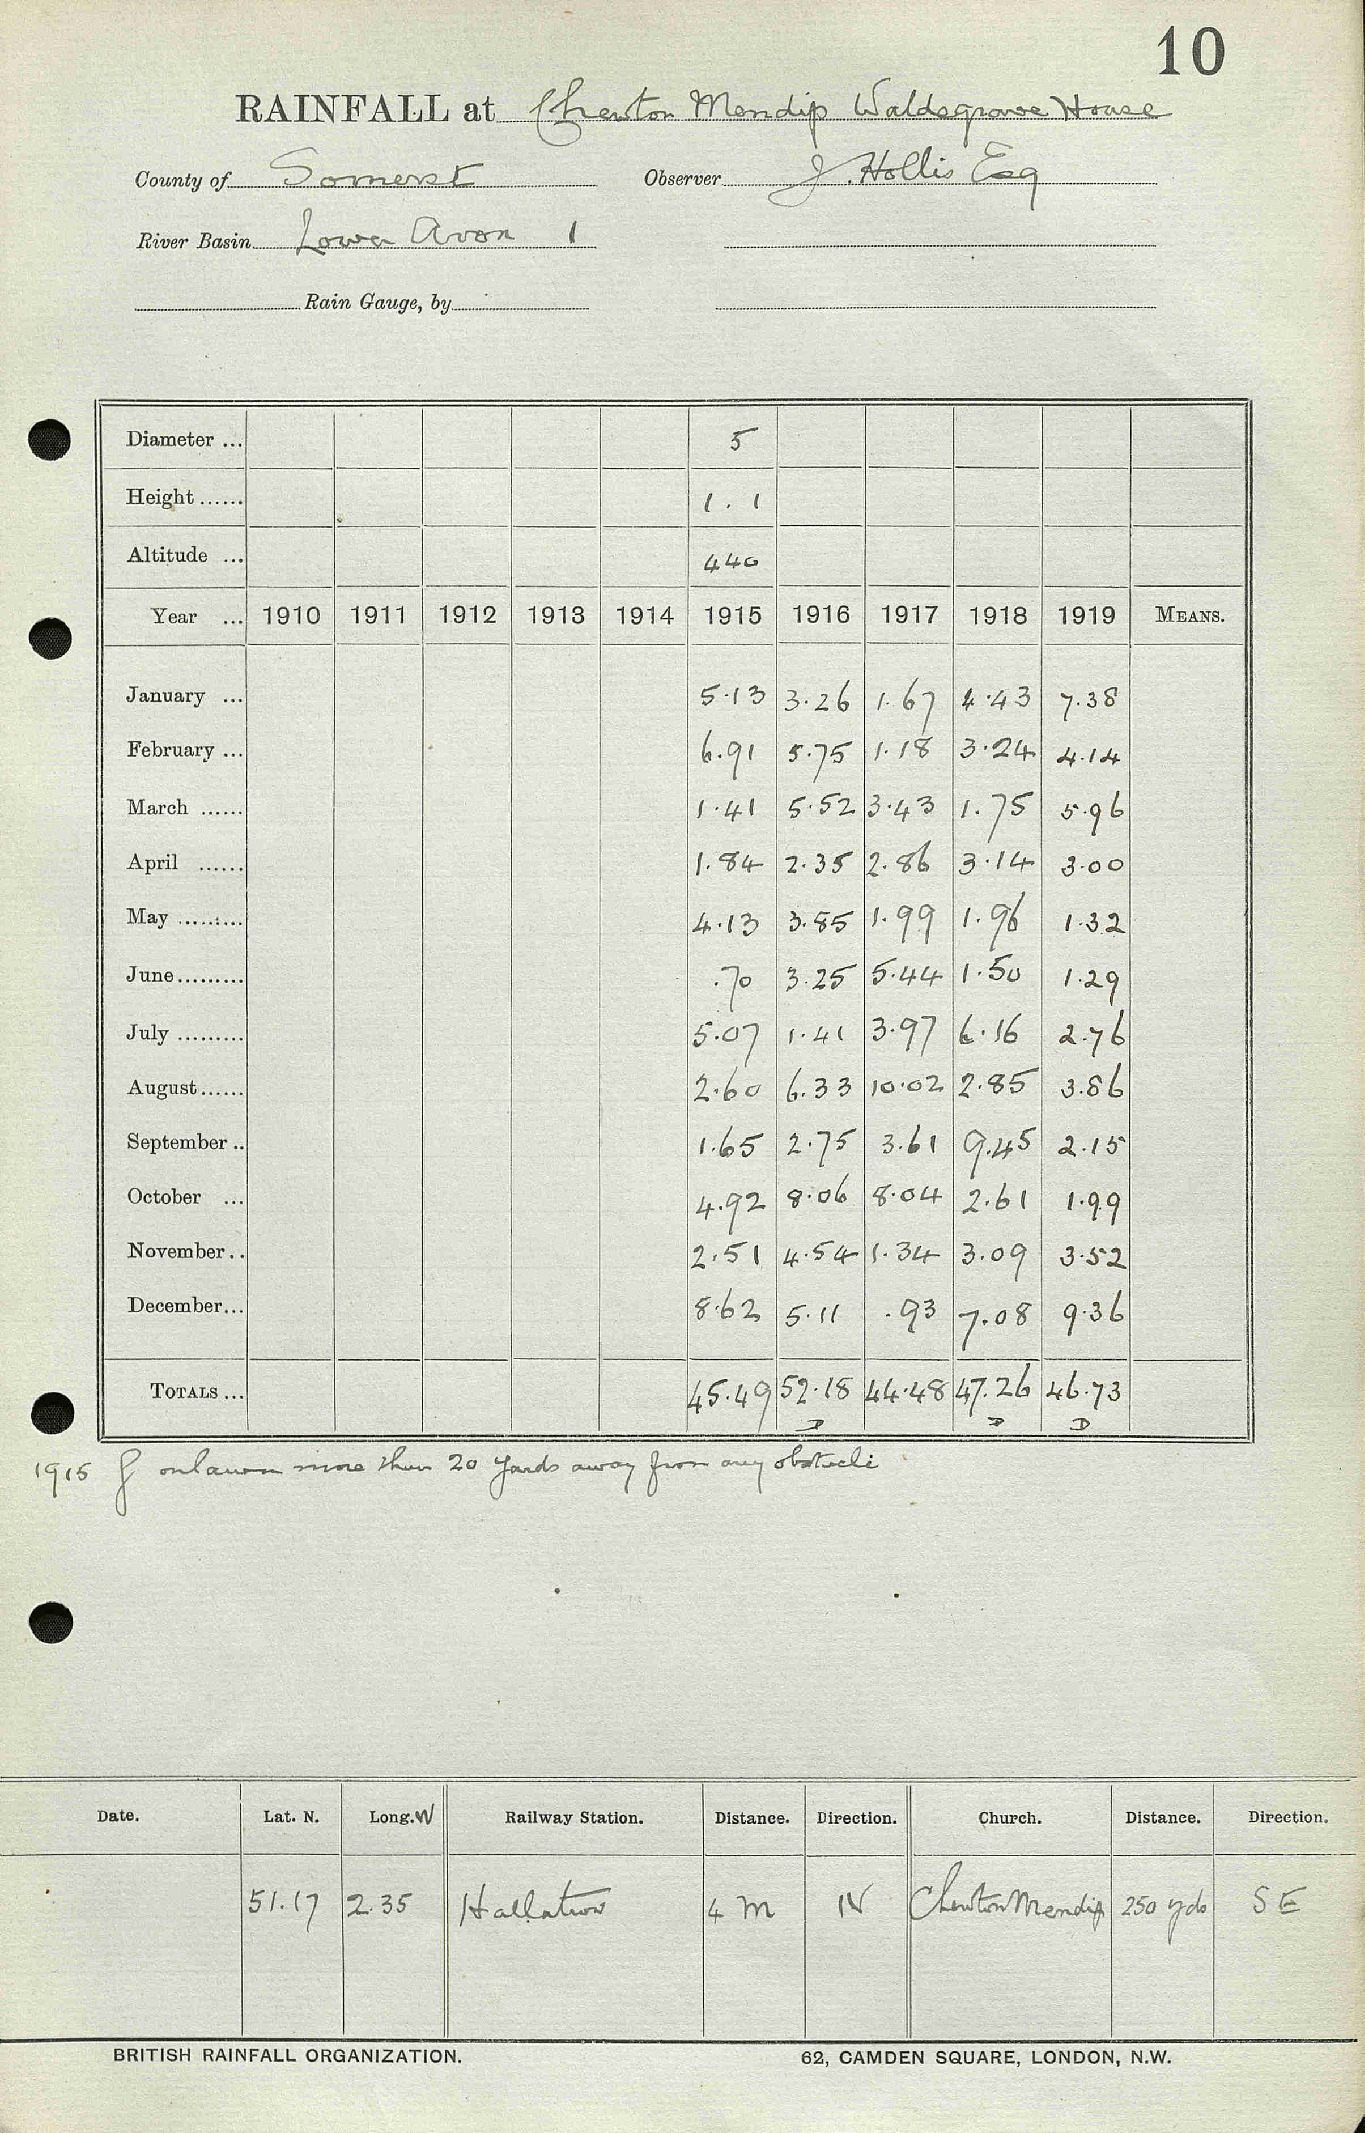 10
RAINFALL at Chewton Mendip Waldegrave House
County of Somerset Observer J. Hollis Esq
River Basin Lower Avon 1
Rain Gauge, by
Diameter ... 5
Height ...... 1.1
Altitude ... 440
Year ... 1910 1911 1912 1913 1914 1915 1916 1917 1918 1919 MEANS.
January ... 5.13 3.26 1.67 4.43 7.38
February ... 6.91 5.75 1.18 3.24 4.14
March ...... 1.41 5.52 3.43 1.75 5.96
April ...... 1.84 2.35 2.86 3.14 3.00
May ......... 4.13 3.85 1.99 1.96 1.32
June ......... .70 3.25 5.44 1.50 1.29
July ......... 5.07 1.41 3.97 6.16 2.76
August ...... 2.60 6.33 10.02 2.85 3.86
September .. 1.65 2.75 3.61 9.45 2.15
October ... 4.92 8.06 8.04 2.61 1.99
November .. 2.51 4.54 1.34 3.09 3.52
December ... 8.62 5.11 .93 7.08 9.36
TOTALS ... 45.49 52.18 44.48 47.26 46.73
D D D
1915 on lawn more than 20 yards away from any obstacle
Date. Lat. N. Long. W Railway Station. Distance. Direction. Church. Distance. Direction.
51.17 2.35 Hallatrow 4 m N Chewton Mendip 250 yds S E
BRITISH RAINFALL ORGANIZATION. 62, CAMDEN SQUARE, LONDON, N.W.